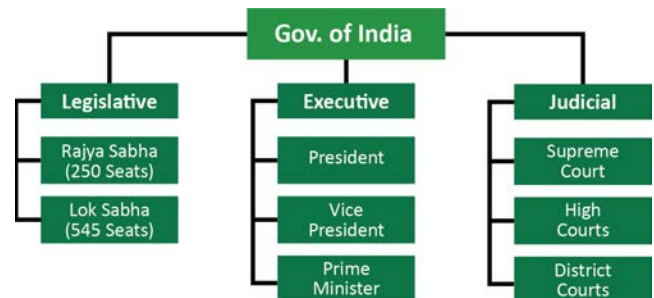 Gov. of India
Legislative
Rajya Sabha
(250 Seats)
Lok Sabha
(545 Seats)
Executive
President
Vice
President
Prime
Minister
Judicial
Supreme
Court
High
Courts
District
Courts